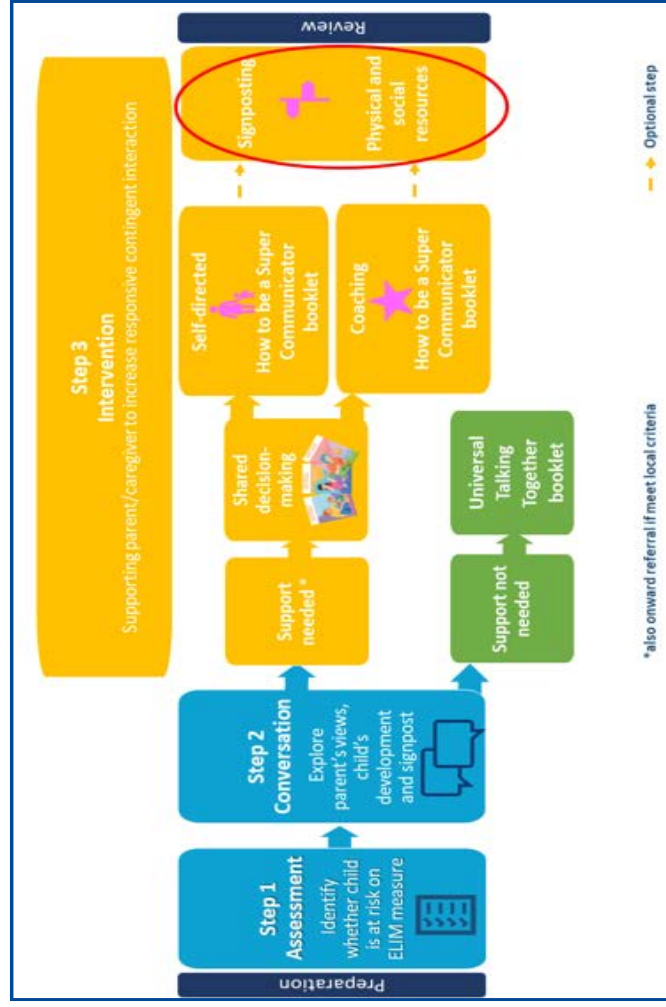 Preparation
Step 1
Assessment
Identify
whether child
is at risk on
ELIM measure
Step 2
Conversation
Explore
parent's views,
child's
development
and signpost
Step 3
Intervention
Supporting parent/caregiver to increase responsive contingent interaction
Support
needed*
Shared
decision-
making
Self-directed
How to be a Super
Communicator
booklet
Coaching
How to be a Super
Communicator
booklet
Signposting
Physical and
social
resources
Review
Support not
needed
Universal
Talking
Together
booklet
*also onward referral if meet local criteria
Optional step